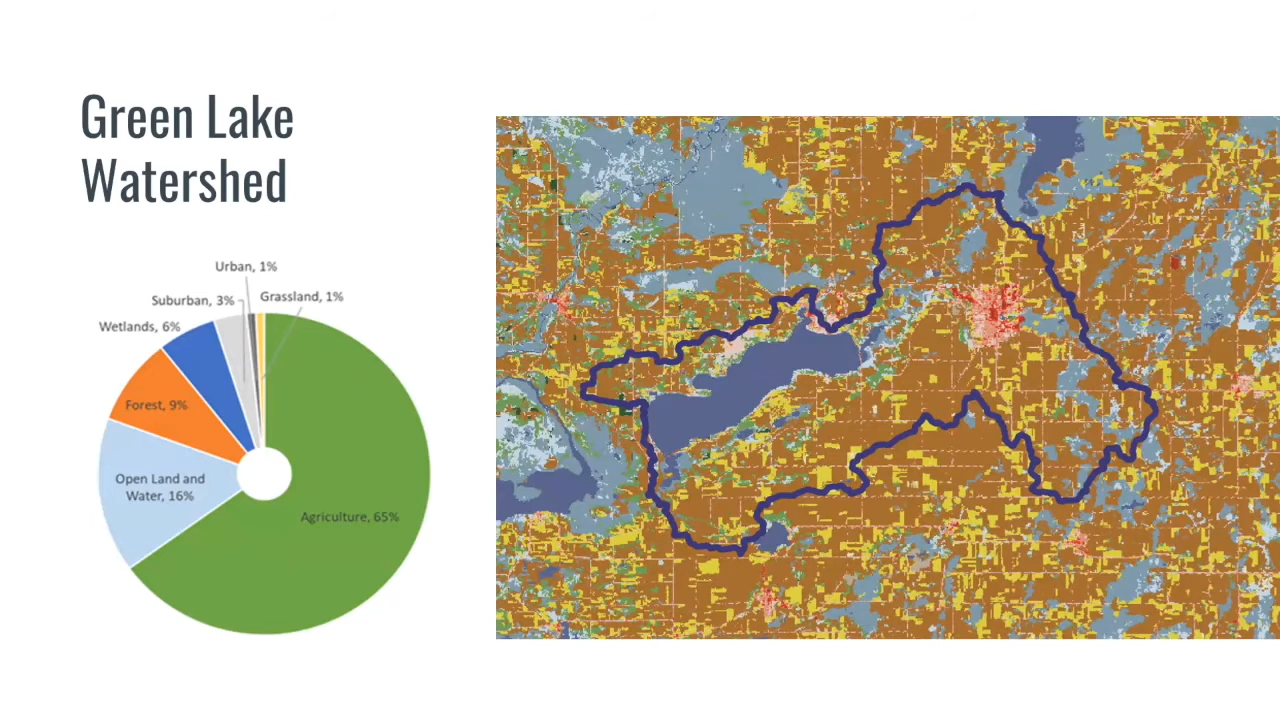 Green Lake
Watershed
Urban, 1%
Suburban, 3%
Grassland, 1%
Wetlands, 6%
Forest, 9%
Open Land and
Water, 16%
Agriculture, 65%